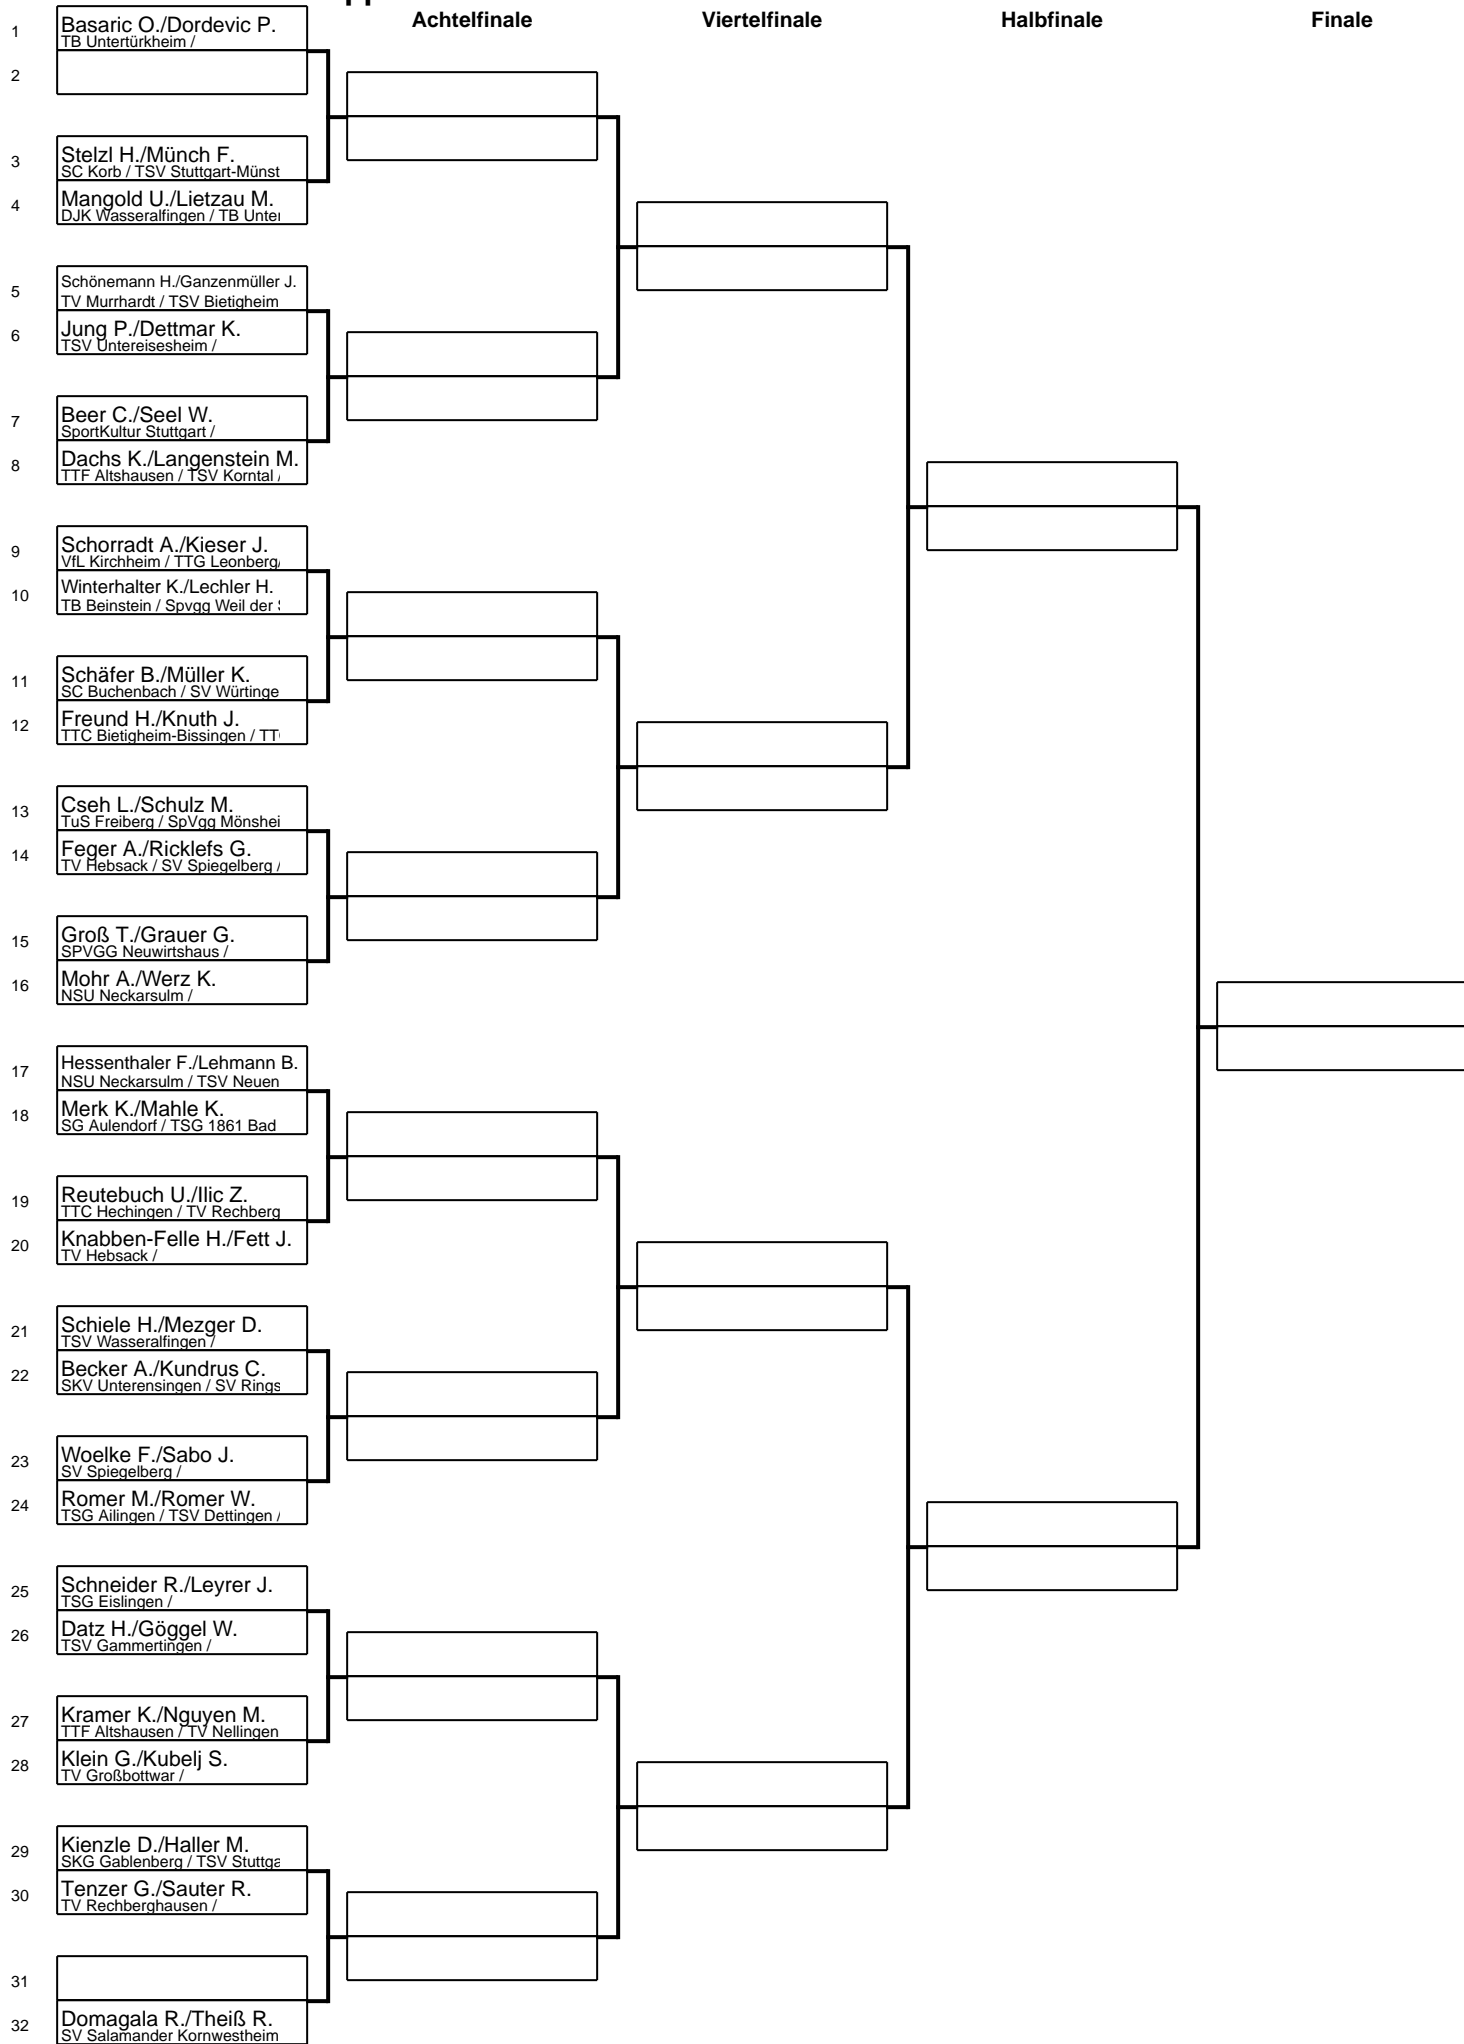 Achtelfinale Viertelfinale Halbfinale Finale
1 Basaric O./Dordevic P.
TB Untertürkheim /
2
3 Stelzl H./Münch F.
SC Korb / TSV Stuttgart-Münst
4 Mangold U./Lietzau M.
DJK Wasseralfingen / TB Unter
5 Schönemann H./Ganzenmüller J.
TV Murrhardt / TSV Bietigheim
6 Jung P./Dettmar K.
TSV Untereisesheim /
7 Beer C./Seel W.
SportKultur Stuttgart /
8 Dachs K./Langenstein M.
TTF Altshausen / TSV Korntal /
9 Schorradt A./Kieser J.
VfL Kirchheim / TTG Leonberg/
10 Winterhalter K./Lechler H.
TB Beinstein / Spvgg Weil der
11 Schäfer B./Müller K.
SC Buchenbach / SV Würtinge
12 Freund H./Knuth J.
TTC Bietigheim-Bissingen / TT
13 Cseh L./Schulz M.
TuS Freiberg / SpVgg Mönshei
14 Feger A./Ricklefs G.
TV Hebsack / SV Spiegelberg /
15 Groß T./Grauer G.
SPVGG Neuwirtshaus /
16 Mohr A./Werz K.
NSU Neckarsulm /
17 Hessenthaler F./Lehmann B.
NSU Neckarsulm / TSV Neuen
18 Merk K./Mahle K.
SG Aulendorf / TSG 1861 Bad
19 Reutebuch U./Ilic Z.
TTC Hechingen / TV Rechberg
20 Knabben-Felle H./Fett J.
TV Hebsack /
21 Schiele H./Mezger D.
TSV Wasseralfingen /
22 Becker A./Kundrus C.
SKV Unterensingen / SV Rings
23 Woelke F./Sabo J.
SV Spiegelberg /
24 Romer M./Romer W.
TSG Ailingen / TSV Dettingen /
25 Schneider R./Leyrer J.
TSG Eislingen /
26 Datz H./Göggel W.
TSV Gammertingen /
27 Kramer K./Nguyen M.
TTF Altshausen / TV Nellingen
28 Klein G./Kubelj S.
TV Großbottwar /
29 Kienzle D./Haller M.
SKG Gablenberg / TSV Stuttga
30 Tenzer G./Sauter R.
TV Rechberghausen /
31
32 Domagala R./Theiß R.
SV Salamander Kornwestheim